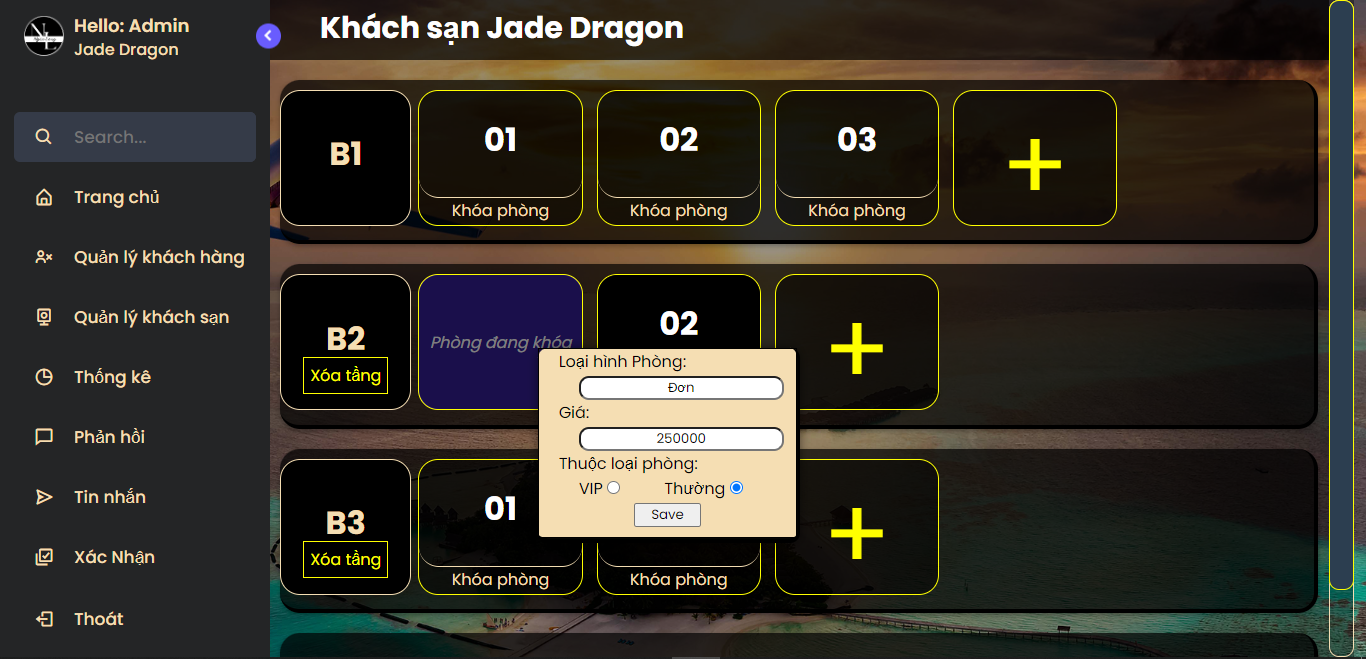 Hello: Admin
Jade Dragon
Search...
Trang chủ
Quản lý khách hàng
Quản lý khách sạn
Thống kê
Phản hồi
Tin nhắn
Xác Nhận
Thoát
Khách sạn Jade Dragon
B1
01
02
03
+
Khóa phòng
Khóa phòng
Khóa phòng
B2
Xóa tầng
Phòng đang khóa
02
+
Loại hình Phòng:
Đơn
Giá:
250000
Thuộc loại phòng:
VIP Thường
Save
B3
Xóa tầng
01
+
Khóa phòng
Khóa phòng